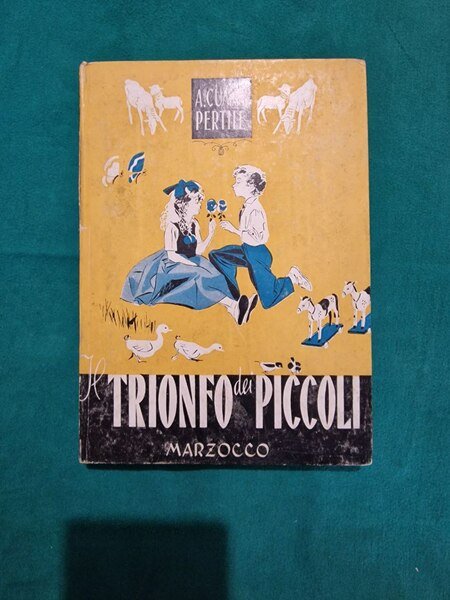 A. CUMAN
PERTILE
Il TRIONFO dei PICCOLI
MARZOCCO